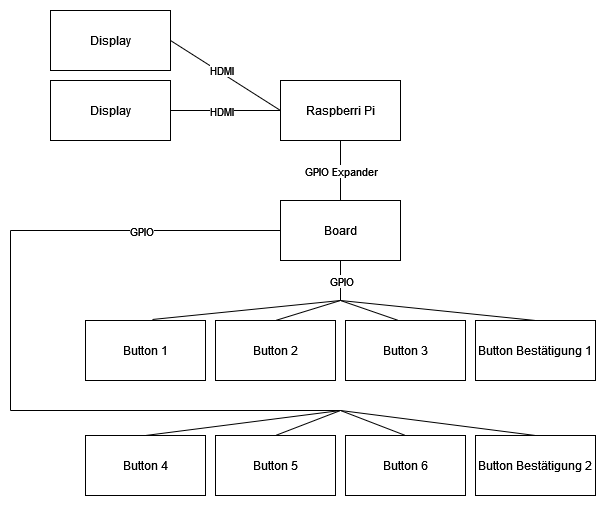 Display
HDMI
Display
HDMI
Raspberri Pi
GPIO Expander
GPIO
Board
GPIO
Button 1
Button 2
Button 3
Button Bestätigung 1
Button 4
Button 5
Button 6
Button Bestätigung 2